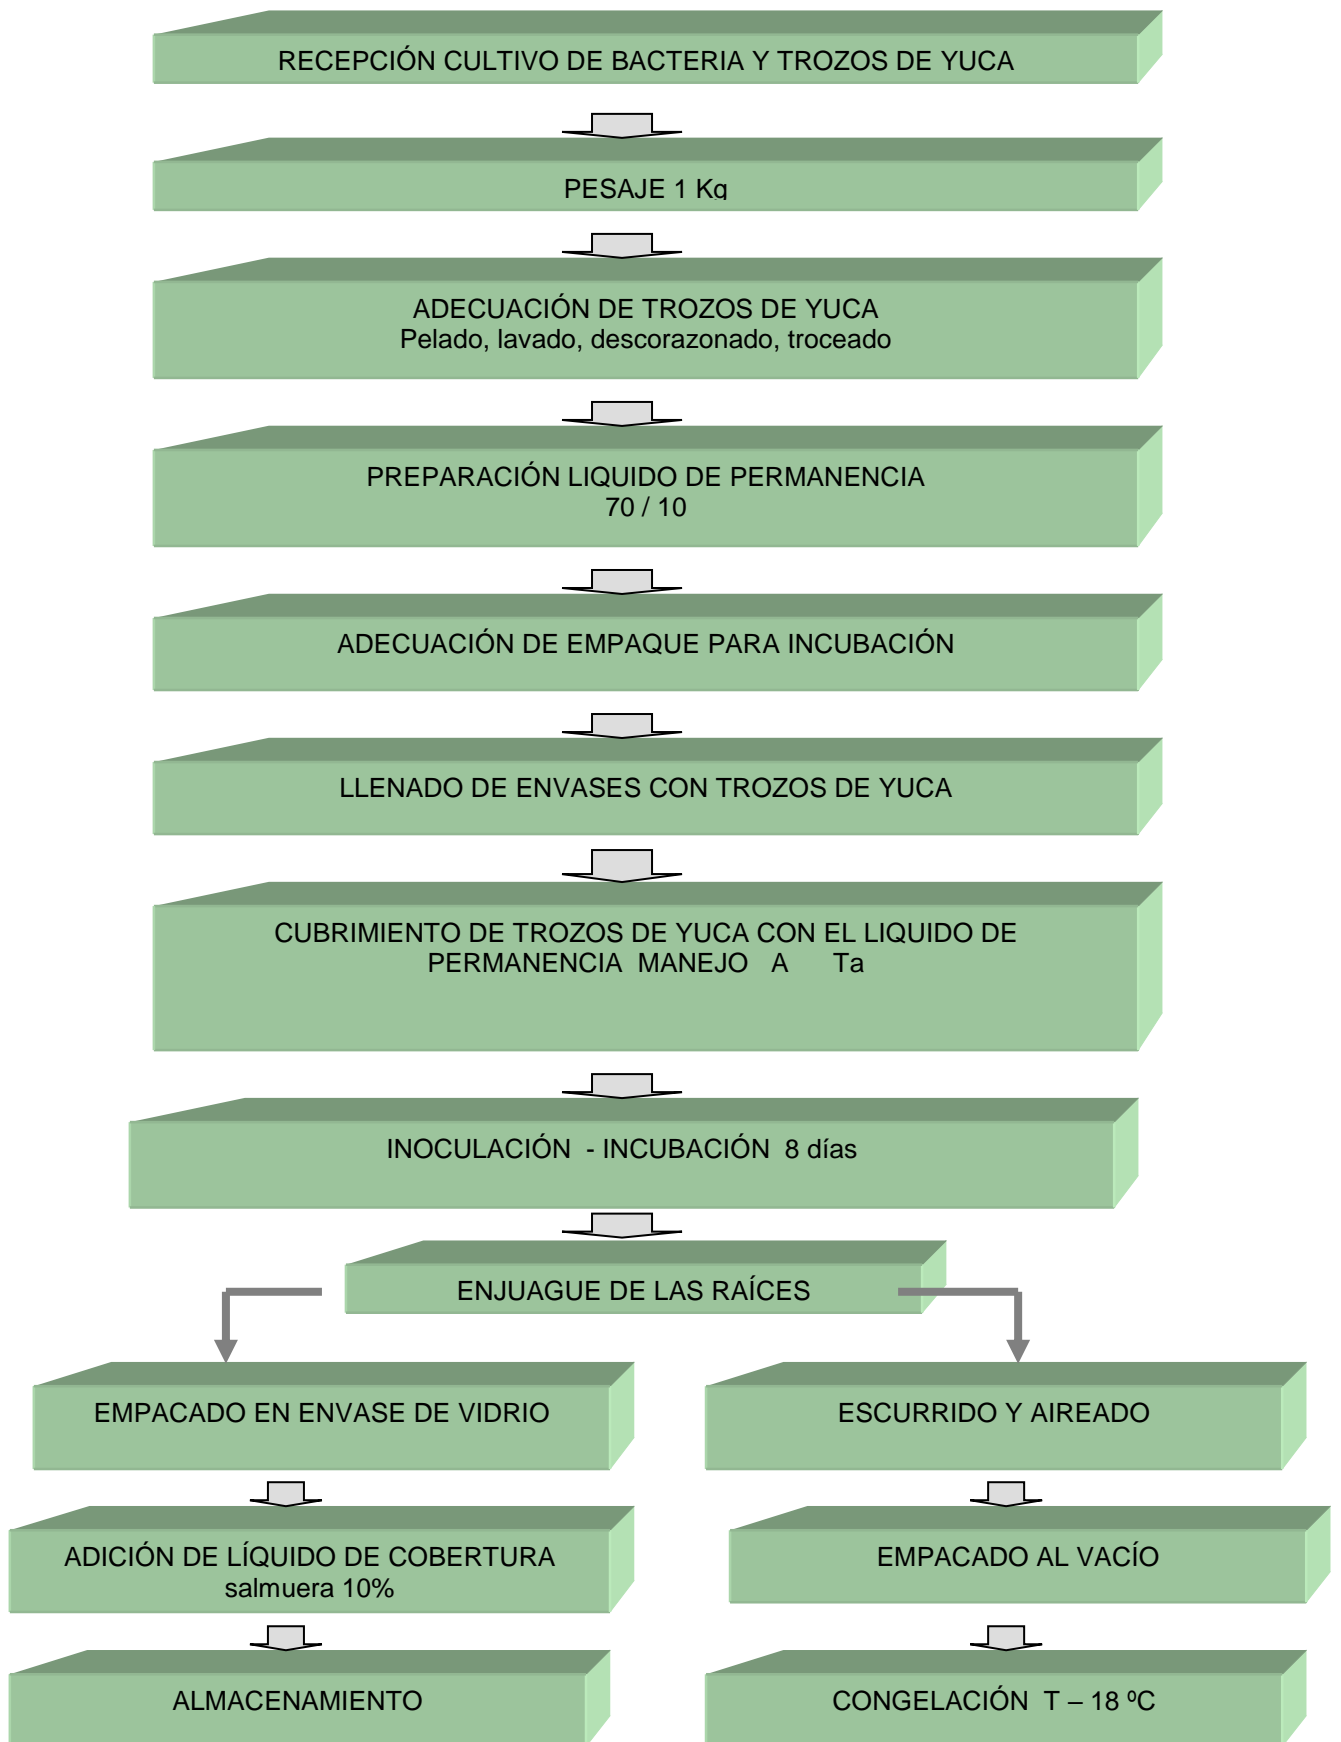 RECEPCIÓN CULTIVO DE BACTERIA Y TROZOS DE YUCA
PESAJE 1 Kg
ADECUACIÓN DE TROZOS DE YUCA
Pelado, lavado, descorazonado, troceado
PREPARACIÓN LIQUIDO DE PERMANENCIA
70 / 10
ADECUACIÓN DE EMPAQUE PARA INCUBACIÓN
LLENADO DE ENVASES CON TROZOS DE YUCA
CUBRIMIENTO DE TROZOS DE YUCA CON EL LIQUIDO DE
PERMANENCIA MANEJO A Ta
INOCULACIÓN - INCUBACIÓN 8 días
ENJUAGUE DE LAS RAÍCES
EMPACADO EN ENVASE DE VIDRIO
ADICIÓN DE LÍQUIDO DE COBERTURA
salmuera 10%
ALMACENAMIENTO
ESCURRIDO Y AIREADO
EMPACADO AL VACÍO
CONGELACIÓN T – 18 ºC